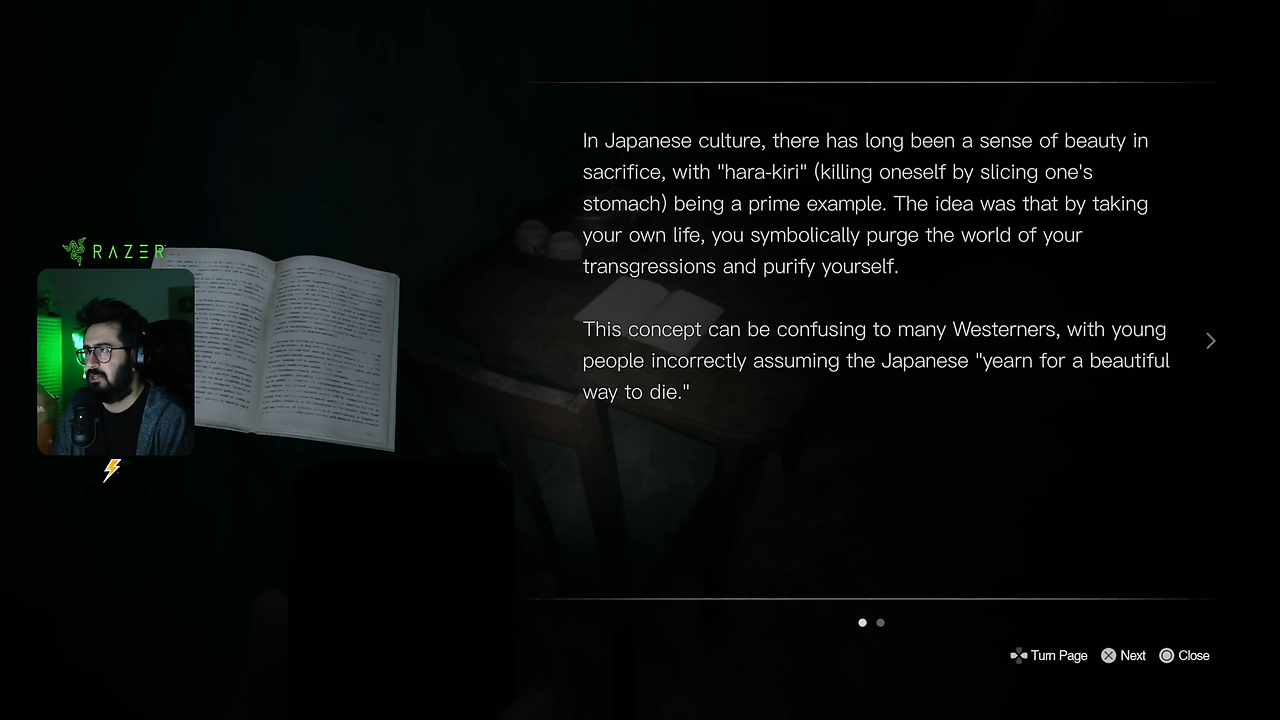 In Japanese culture, there has long been a sense of beauty in
sacrifice, with "hara-kiri" (killing oneself by slicing one's
stomach) being a prime example. The idea was that by taking
your own life, you symbolically purge the world of your
transgressions and purify yourself.
This concept can be confusing to many Westerners, with young
people incorrectly assuming the Japanese "yearn for a beautiful
way to die."
RAZER
Turn Page Next Close